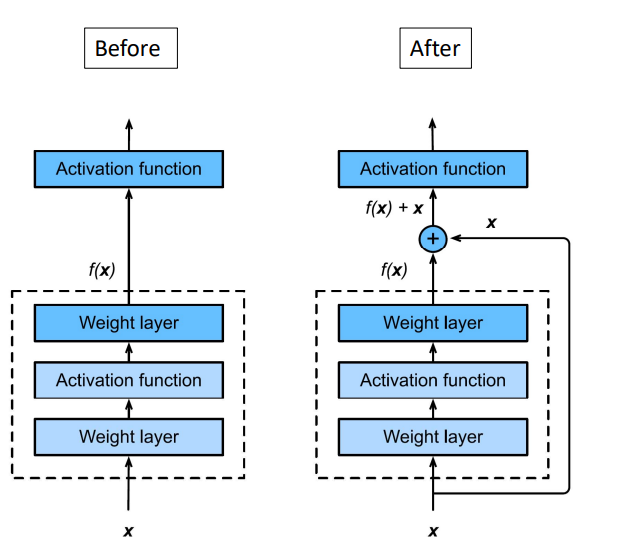 Before
Activation function
f(x)
Weight layer
Activation function
Weight layer
x
After
Activation function
f(x) + x
x
+
f(x)
Weight layer
Activation function
Weight layer
x